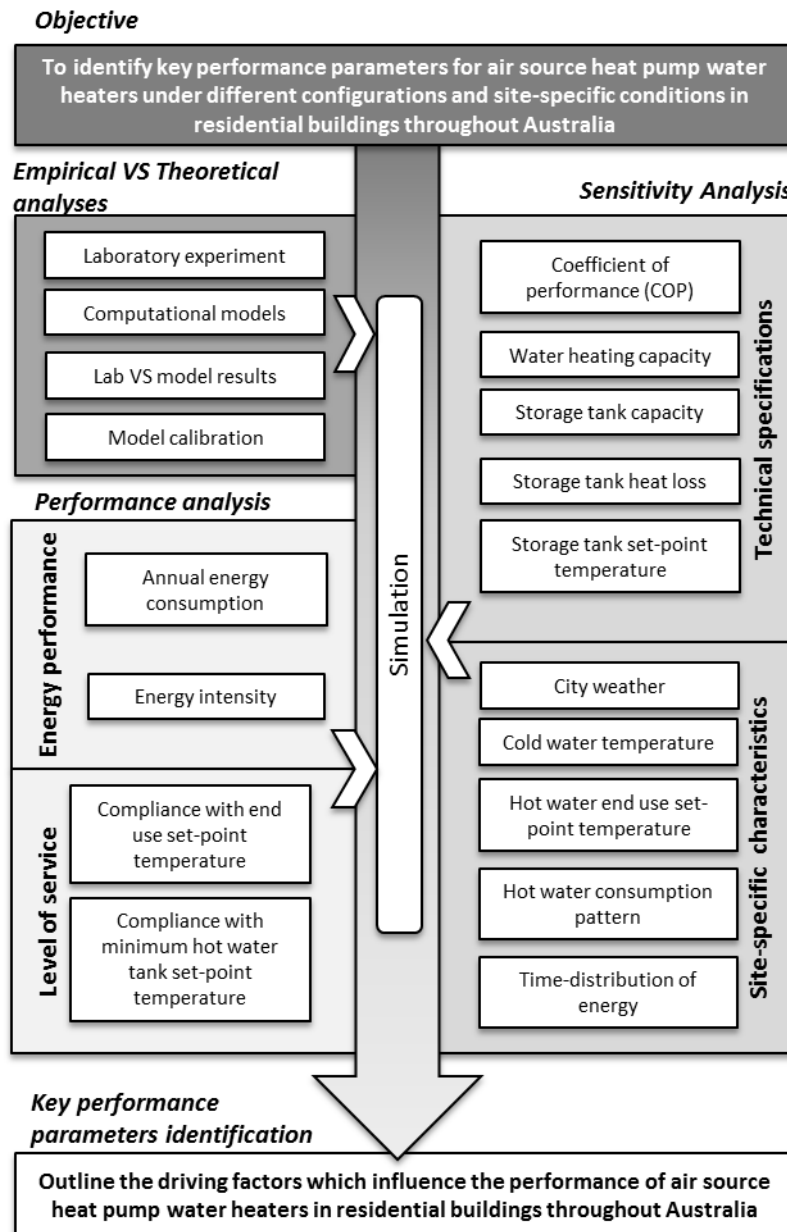 Objective
To identify key performance parameters for air source heat pump water
heaters under different configurations and site-specific conditions in
residential buildings throughout Australia
Empirical VS Theoretical
analyses
Laboratory experiment
Computational models
Lab VS model results
Model calibration
Performance analysis
Energy performance
Annual energy
consumption
Energy intensity
Level of service
Compliance with end
use set-point
temperature
Compliance with
minimum hot water
tank set-point
temperature
Simulation
Sensitivity Analysis
Technical specifications
Coefficient of
performance (COP)
Water heating capacity
Storage tank capacity
Storage tank heat loss
Storage tank set-point
temperature
Site-specific characteristics
City weather
Cold water temperature
Hot water end use set-
point temperature
Hot water consumption
pattern
Time-distribution of
energy
Key performance
parameters identification
Outline the driving factors which influence the performance of air source
heat pump water heaters in residential buildings throughout Australia